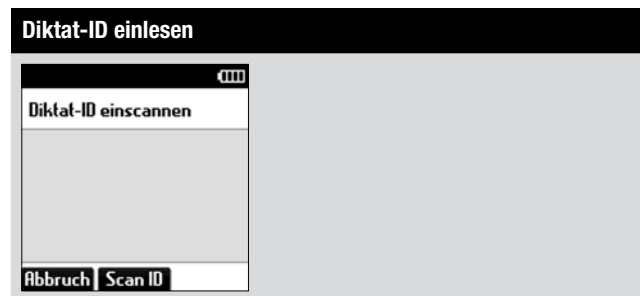 Diktat-ID einlesen
Diktat-ID einscannen
Abbruch Scan ID